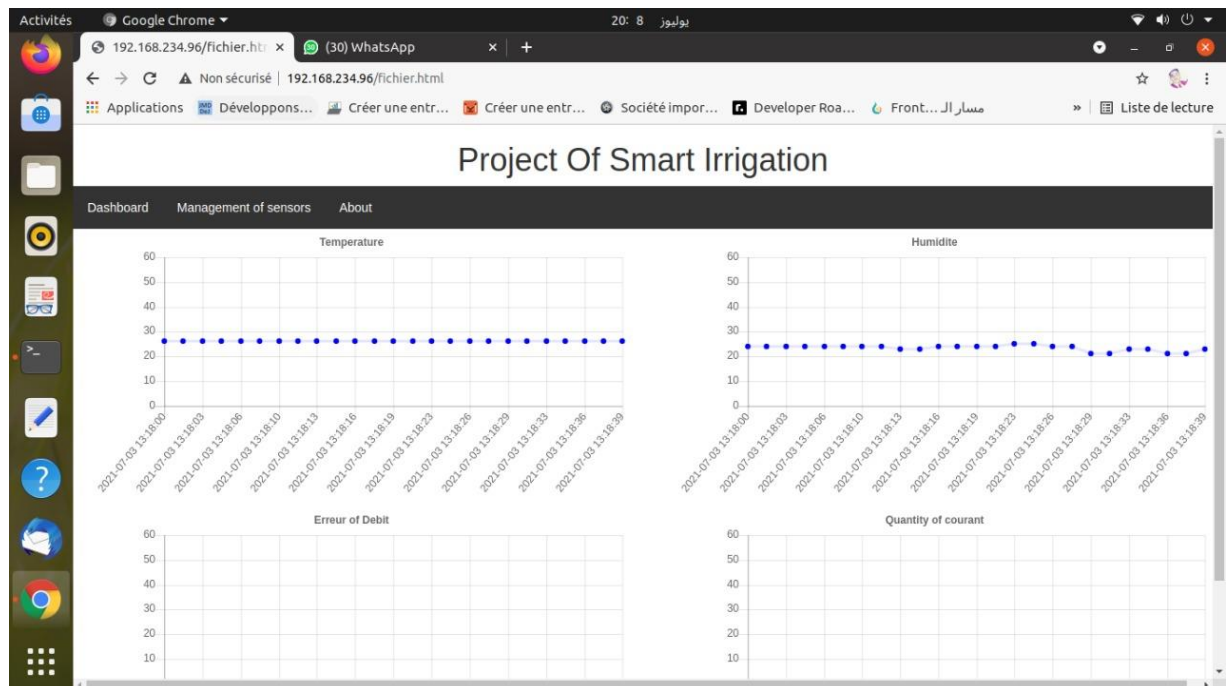 Activités
Google Chrome
20: 8 يوليوز
192.168.234.96/fichier.ht
(30) WhatsApp
Non sécurisé | 192.168.234.96/fichier.html
Applications
Développons...
Créer une entr...
Créer une entr...
Société impor...
Developer Roa...
Front... مسار الـ
»
Liste de lecture
Project Of Smart Irrigation
Dashboard
Management of sensors
About
Temperature
60
50
40
30
20
10
0
2021-07-03 13:18:00
2021-07-03 13:18:03
2021-07-03 13:18:06
2021-07-03 13:18:10
2021-07-03 13:18:13
2021-07-03 13:18:16
2021-07-03 13:18:19
2021-07-03 13:18:23
2021-07-03 13:18:26
2021-07-03 13:18:29
2021-07-03 13:18:33
2021-07-03 13:18:36
2021-07-03 13:18:39
Humidite
60
50
40
30
20
10
0
2021-07-03 13:18:00
2021-07-03 13:18:03
2021-07-03 13:18:06
2021-07-03 13:18:10
2021-07-03 13:18:13
2021-07-03 13:18:16
2021-07-03 13:18:19
2021-07-03 13:18:23
2021-07-03 13:18:26
2021-07-03 13:18:29
2021-07-03 13:18:33
2021-07-03 13:18:36
2021-07-03 13:18:39
Erreur of Debit
60
50
40
30
20
10
Quantity of courant
60
50
40
30
20
10